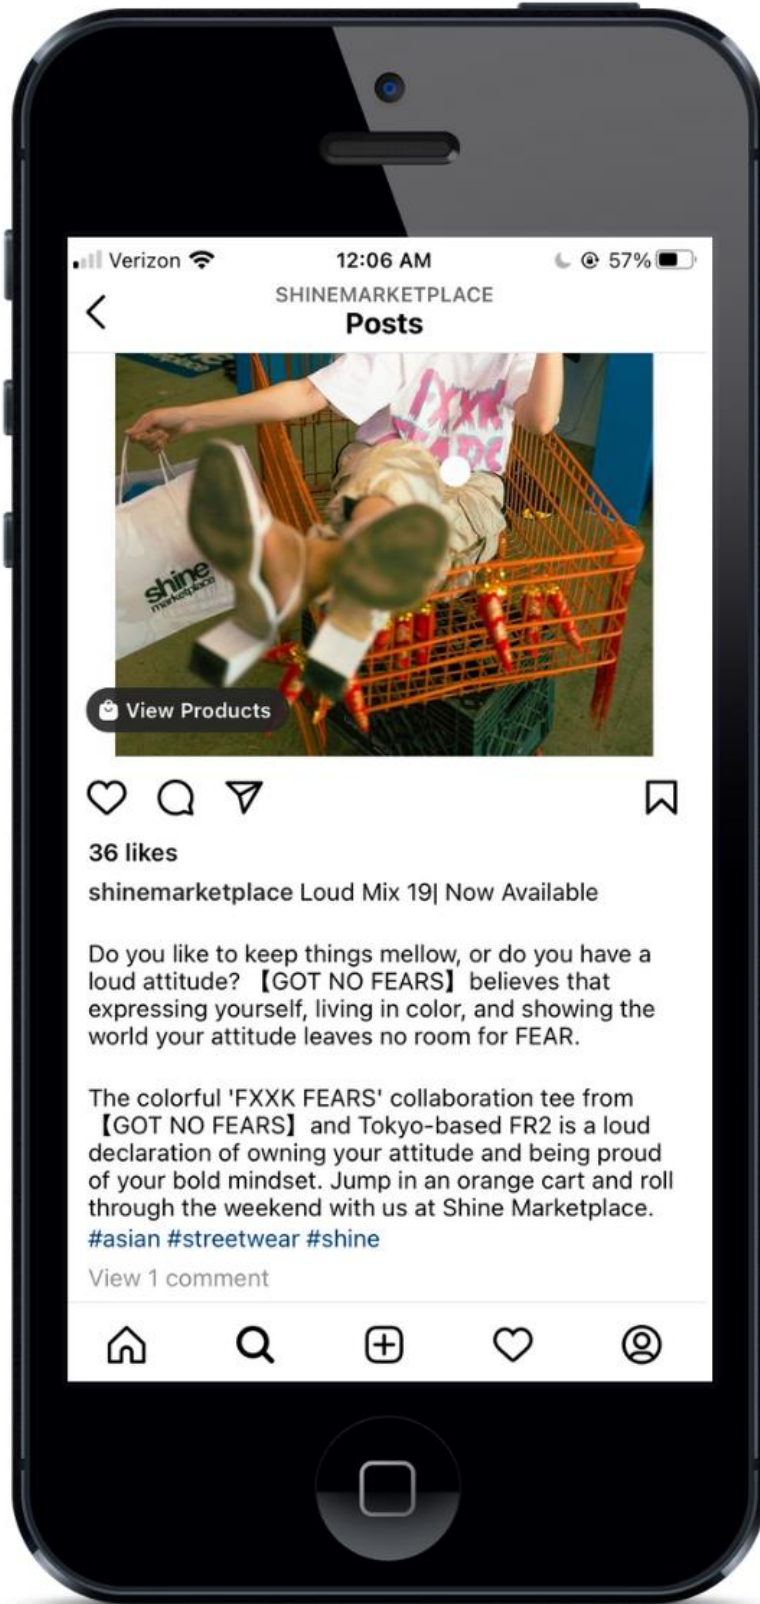 Verizon 12:06 AM 57%
SHINEMARKETPLACE
Posts
FXXK
shine
marketplace
View Products
36 likes
shinemarketplace Loud Mix 19| Now Available
Do you like to keep things mellow, or do you have a
loud attitude? 【GOT NO FEARS】 believes that
expressing yourself, living in color, and showing the
world your attitude leaves no room for FEAR.
The colorful 'FXXK FEARS' collaboration tee from
【GOT NO FEARS】 and Tokyo-based FR2 is a loud
declaration of owning your attitude and being proud
of your bold mindset. Jump in an orange cart and roll
through the weekend with us at Shine Marketplace.
#asian #streetwear #shine
View 1 comment